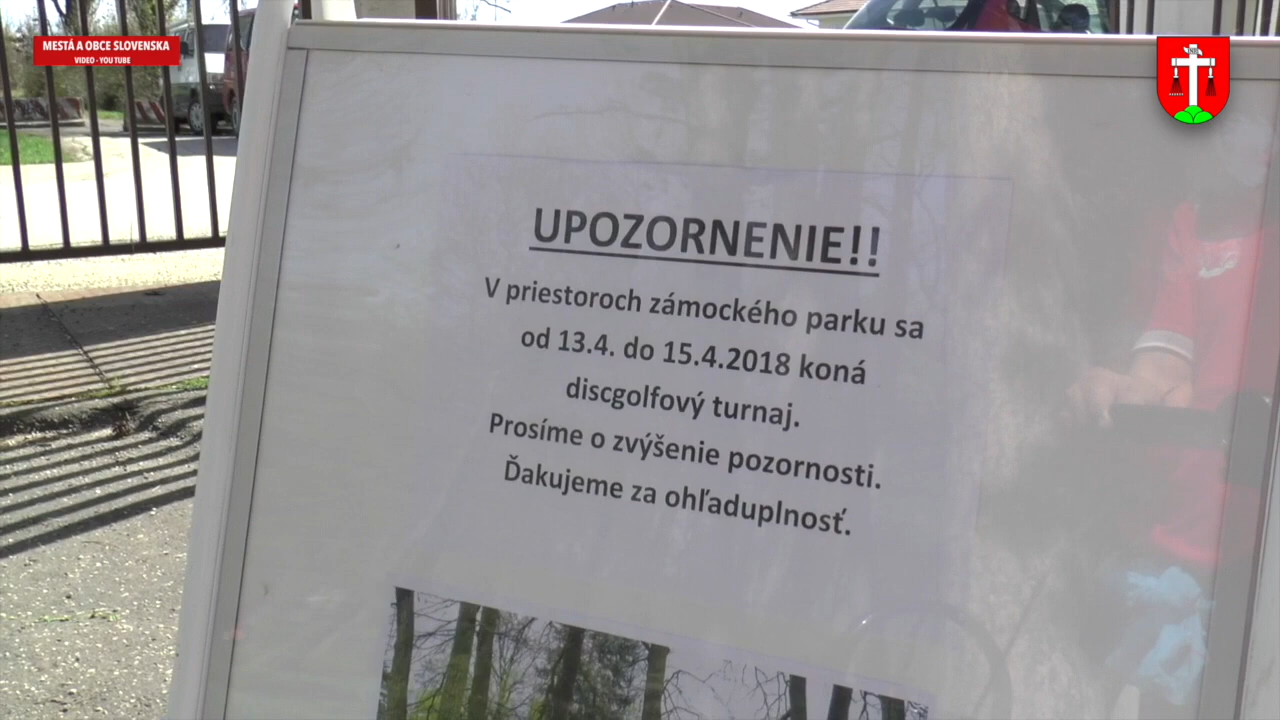 MESTÁ A OBCE SLOVENSKA
VIDEO - YOU TUBE
UPOZORNENIE!!
V priestoroch zámockého parku sa
od 13.4. do 15.4.2018 koná
discgolfový turnaj.
Prosíme o zvýšenie pozornosti.
Ďakujeme za ohľaduplnosť.